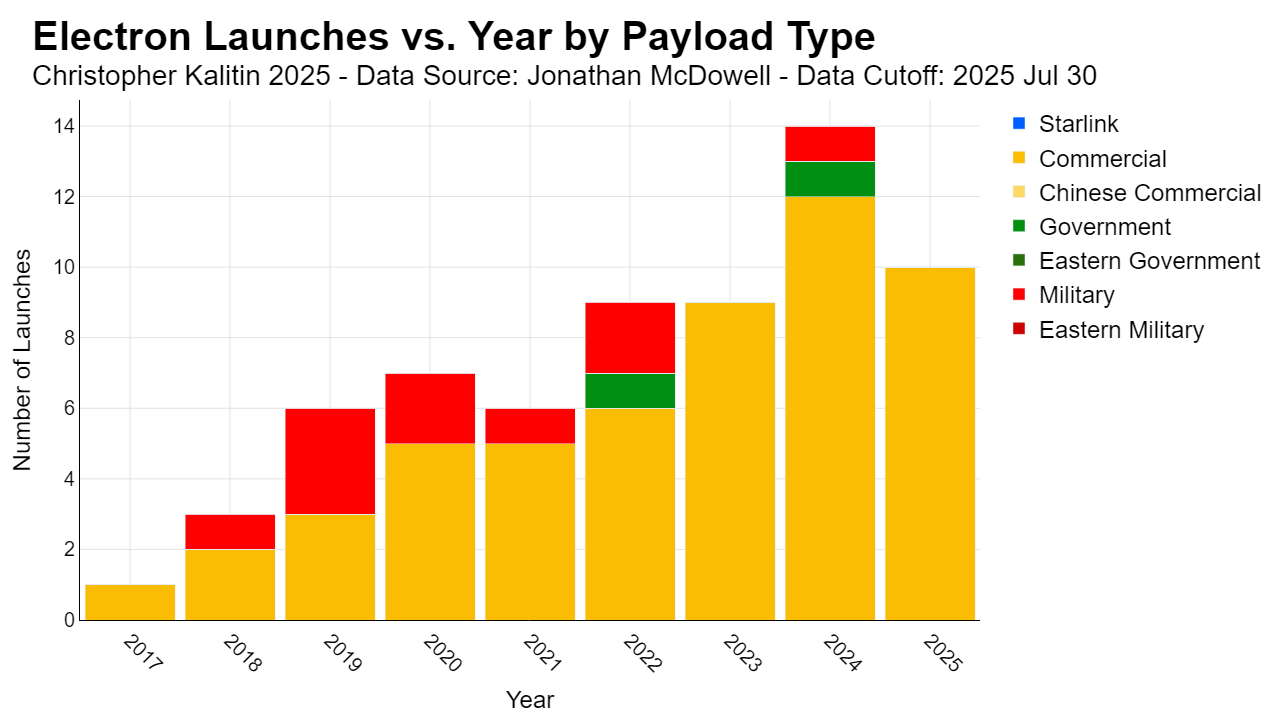 Electron Launches vs. Year by Payload Type
Christopher Kalitin 2025 - Data Source: Jonathan McDowell - Data Cutoff: 2025 Jul 30
Number of Launches
14
12
10
8
6
4
2
0
2017
2018
2019
2020
2021
2022
2023
2024
2025
Year
Starlink
Commercial
Chinese Commercial
Government
Eastern Government
Military
Eastern Military